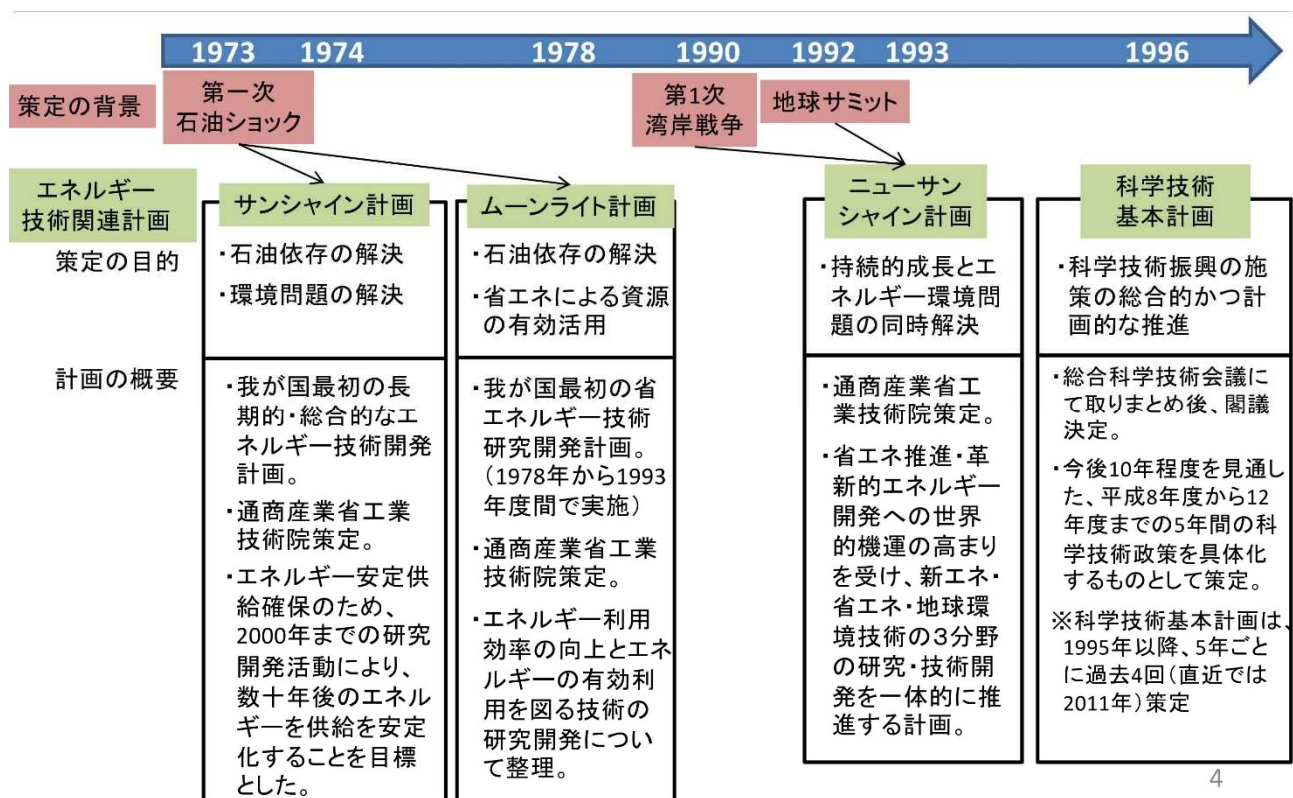 1973 1974 1978 1990 1992 1993 1996
策定の背景
第一次
石油ショック
第1次
湾岸戦争
地球サミット
エネルギー
技術関連計画
サンシャイン計画
ムーンライト計画
ニューサン
シャイン計画
科学技術
基本計画
策定の目的
・石油依存の解決
・環境問題の解決
・石油依存の解決
・省エネによる資源
の有効活用
・持続的成長とエ
ネルギー環境問
題の同時解決
・科学技術振興の施
策の総合的かつ計
画的な推進
計画の概要
・我が国最初の長
期的・総合的なエ
ネルギー技術開発
計画。
・通商産業省工業
技術院策定。
・エネルギー安定供
給確保のため、
2000年までの研究
開発活動により、
数十年後のエネル
ギーを供給を安定
化することを目標
とした。
・我が国最初の省
エネルギー技術
研究開発計画。
(1978年から1993
年度間で実施)
・通商産業省工業
技術院策定。
・エネルギー利用
効率の向上とエネ
ルギーの有効利
用を図る技術の
研究開発につい
て整理。
・通商産業省工
業技術院策定。
・省エネ推進・革
新的エネルギー
開発への世界
的機運の高まり
を受け、新エネ・
省エネ・地球環
境技術の３分野
の研究・技術開
発を一体的に推
進する計画。
・総合科学技術会議に
て取りまとめ後、閣議
決定。
・今後10年程度を見通し
た、平成8年度から12
年度までの5年間の科
学技術政策を具体化
するものとして策定。
※科学技術基本計画は、
1995年以降、5年ごと
に過去4回(直近では
2011年)策定
4